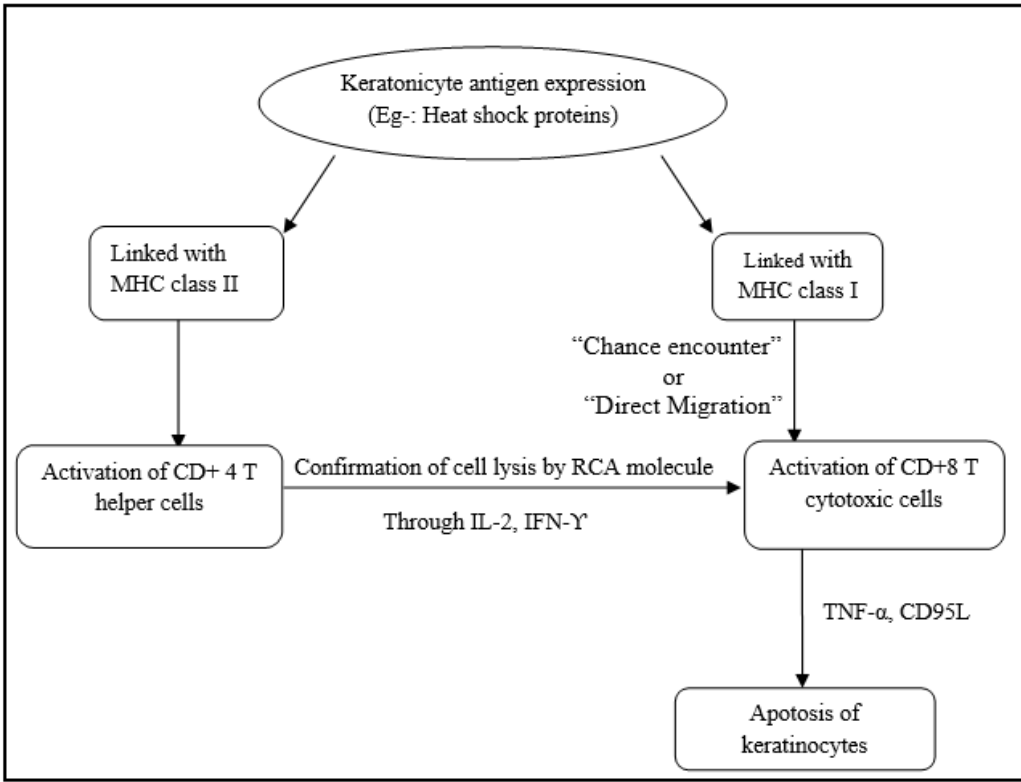 Keratonicyte antigen expression
(Eg-: Heat shock proteins)
Linked with
MHC class II
Linked with
MHC class I
“Chance encounter”
or
“Direct Migration”
Activation of CD+ 4 T
helper cells
Confirmation of cell lysis by RCA molecule
Through IL-2, IFN-ϒ
Activation of CD+8 T
cytotoxic cells
TNF-α, CD95L
Apotosis of
keratinocytes